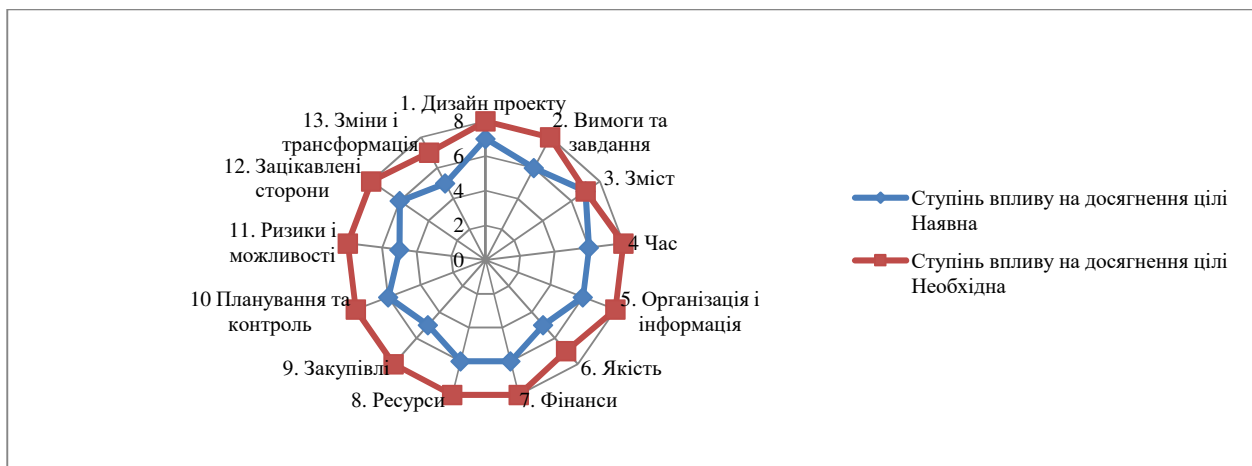 1. Дизайн проекту
2. Вимоги та
завдання
3. Зміст
4 Час
5. Організація і
інформація
6. Якість
7. Фінанси
8. Ресурси
9. Закупівлі
10 Планування та
контроль
11. Ризики і
можливості
12. Зацікавлені
сторони
13. Зміни і
трансформація
8
6
4
2
0
Ступінь впливу на досягнення цілі
Наявна
Ступінь впливу на досягнення цілі
Необхідна